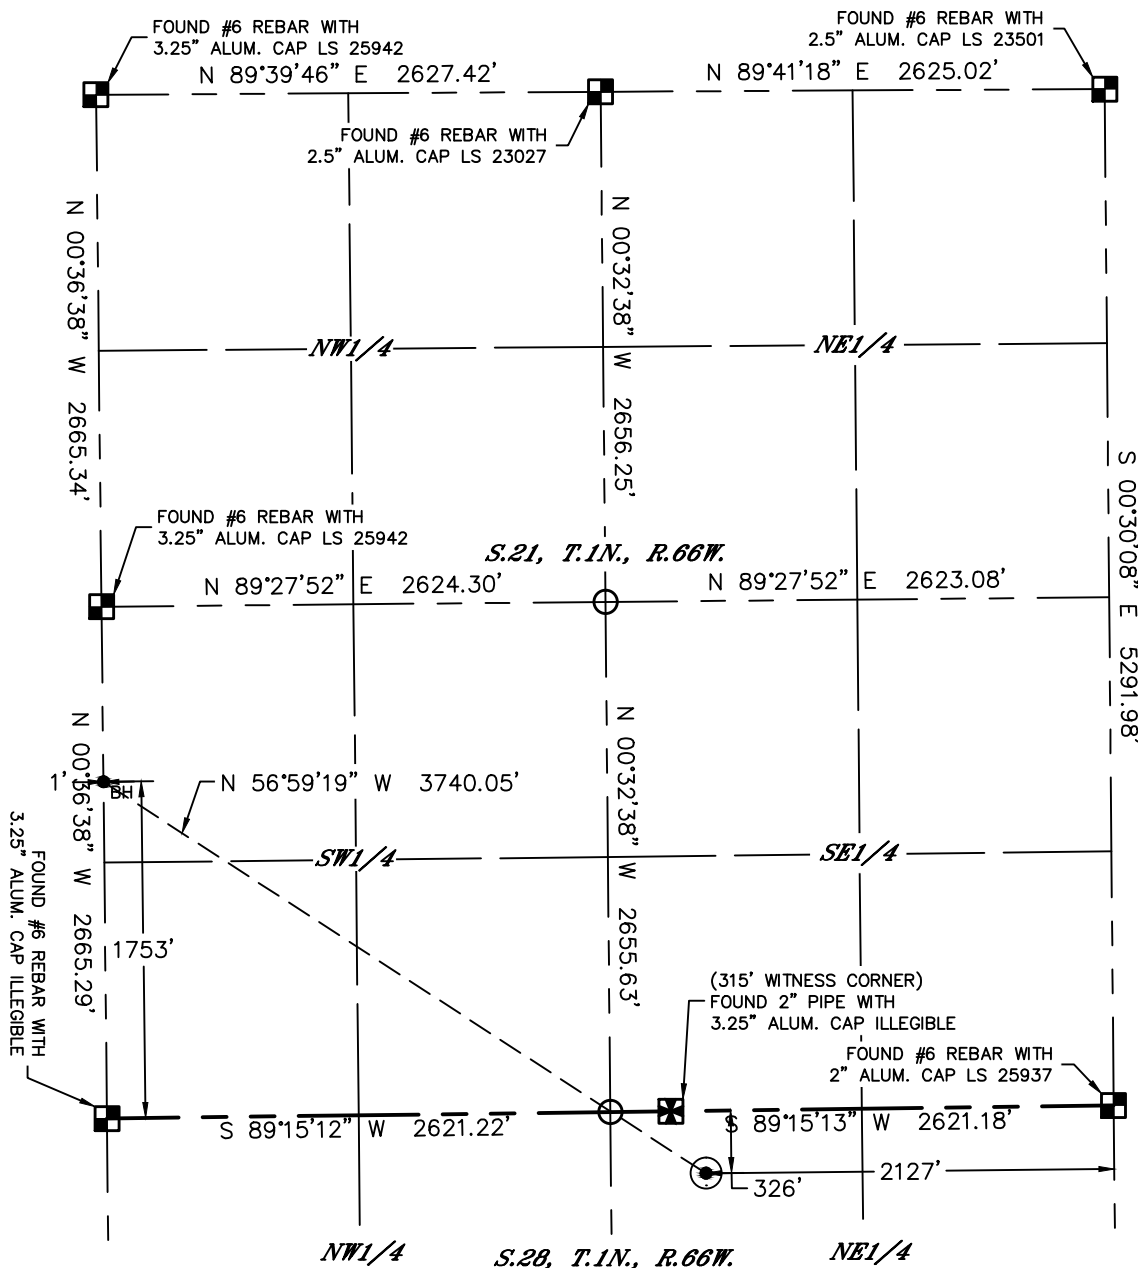 FOUND #6 REBAR WITH
3.25" ALUM. CAP LS 25942
FOUND #6 REBAR WITH
2.5" ALUM. CAP LS 23501
N 89°39'46" E 2627.42'
N 89°41'18" E 2625.02'
FOUND #6 REBAR WITH
2.5" ALUM. CAP LS 23027
N 00°36'38" W 2665.34'
N 00°32'38" W 2656.25'
NW1/4
NE1/4
S 00°30'08" E 5291.98'
FOUND #6 REBAR WITH
3.25" ALUM. CAP LS 25942
S.21, T.1N., R.66W.
N 89°27'52" E 2624.30'
N 89°27'52" E 2623.08'
N 00°36'38" W 2665.29'
N 00°32'38" W 2655.63'
1'
BH
N 56°59'19" W 3740.05'
SW1/4
SE1/4
FOUND #6 REBAR WITH
3.25" ALUM. CAP ILLEGIBLE
1753'
(315' WITNESS CORNER)
FOUND 2" PIPE WITH
3.25" ALUM. CAP ILLEGIBLE
FOUND #6 REBAR WITH
2" ALUM. CAP LS 25937
S 89°15'12" W 2621.22'
S 89°15'13" W 2621.18'
2127'
326'
NW1/4
S.28, T.1N., R.66W.
NE1/4